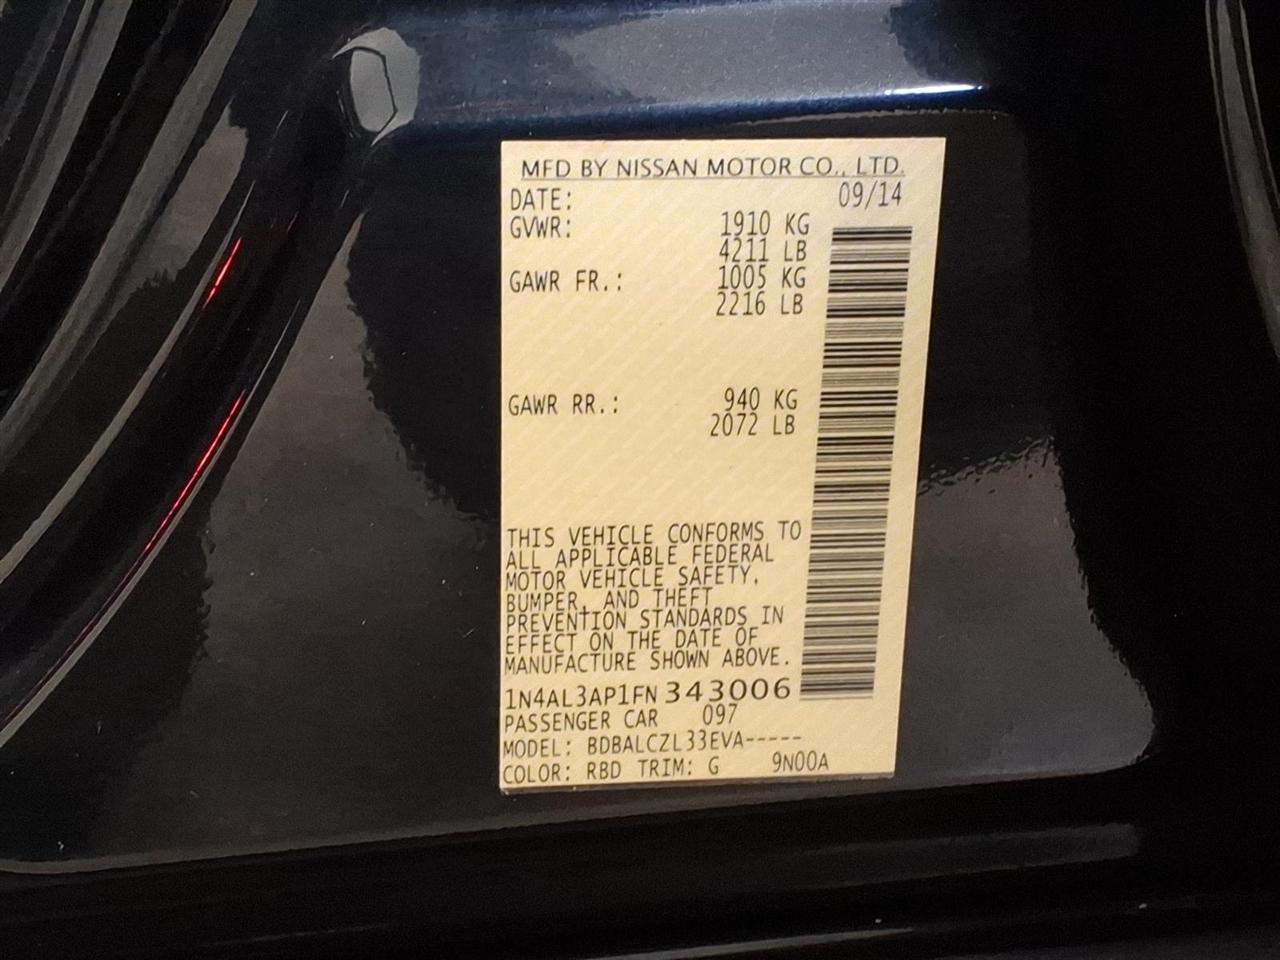 MFD BY NISSAN MOTOR CO., LTD.
DATE: 09/14
GVWR: 1910 KG
4211 LB
GAWR FR.: 1005 KG
2216 LB
GAWR RR.: 940 KG
2072 LB
THIS VEHICLE CONFORMS TO
ALL APPLICABLE FEDERAL
MOTOR VEHICLE SAFETY,
BUMPER, AND THEFT
PREVENTION STANDARDS IN
EFFECT ON THE DATE OF
MANUFACTURE SHOWN ABOVE.
1N4AL3AP1FN343006
PASSENGER CAR 097
MODEL: BDBALCZL33EVA-----
COLOR: RBD TRIM: G 9N00A